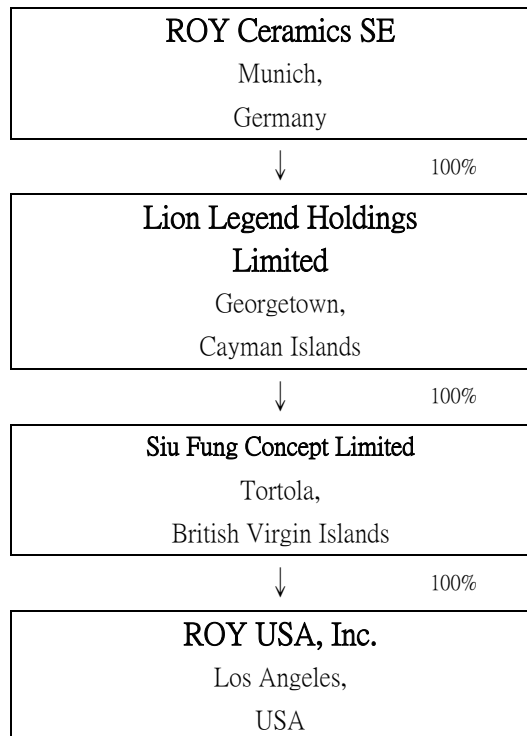 ROY Ceramics SE
Munich,
Germany
↓ 100%
Lion Legend Holdings
Limited
Georgetown,
Cayman Islands
↓ 100%
Siu Fung Concept Limited
Tortola,
British Virgin Islands
↓ 100%
ROY USA, Inc.
Los Angeles,
USA